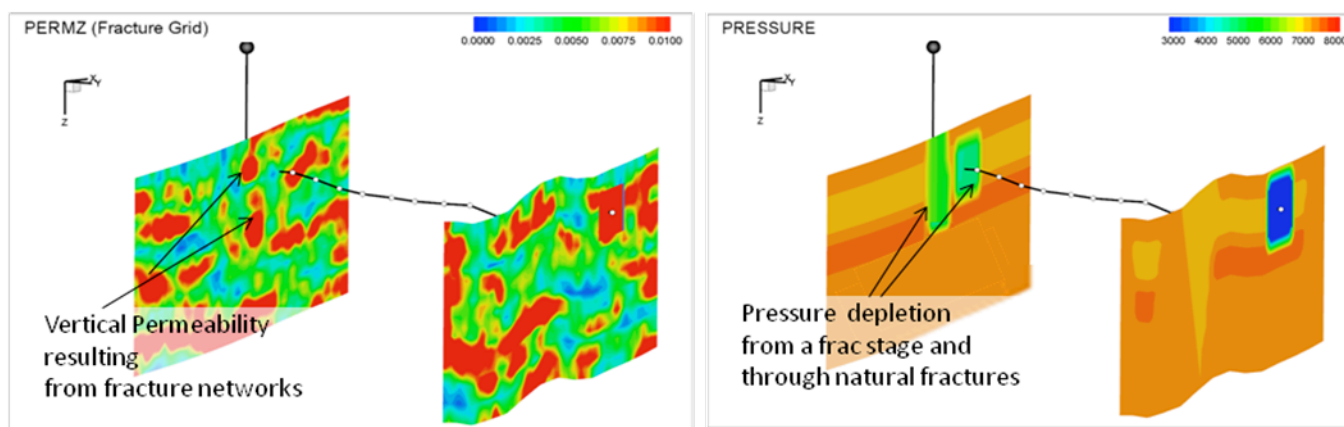 PERMZ (Fracture Grid)
0.0000 0.0025 0.0050 0.0075 0.0100
X
Y
Z
Vertical Permeability
resulting
from fracture networks
PRESSURE
3000 4000 5000 6000 7000 8000
X
Y
Z
Pressure depletion
from a frac stage and
through natural fractures